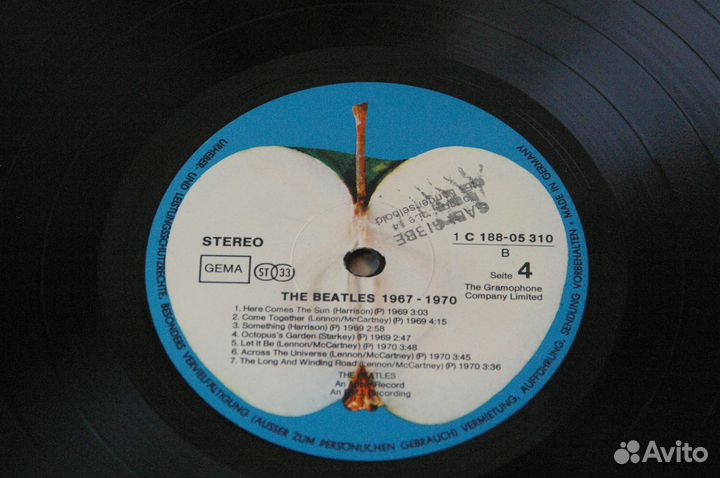 URHEBER- UND LEISTUNGSSCHUTZRECHTE, BESONDERS VERVIELFÄLTIGUNG (AUSSER ZUM PERSÖNLICHEN GEBRAUCH) VERMIETUNG, AUFFÜHRUNG, SENDUNG VORBEHALTEN • MADE IN GERMANY
STEREO
GEMA
ST 33
1 C 188-05 310
B
Seite 4
The Gramophone
Company Limited
THE BEATLES 1967 - 1970
1. Here Comes The Sun (Harrison) (P) 1969 3:03
2. Come Together (Lennon/McCartney) (P) 1969 4:15
3. Something (Harrison) (P) 1969 2:58
4. Octopus's Garden (Starkey) (P) 1969 2:47
5. Let It Be (Lennon/McCartney) (P) 1970 3:48
6. Across The Universe (Lennon/McCartney) (P) 1970 3:45
7. The Long And Winding Road (Lennon/McCartney) (P) 1970 3:36
THE BEATLES
An Apple Record
An Recording
Avito